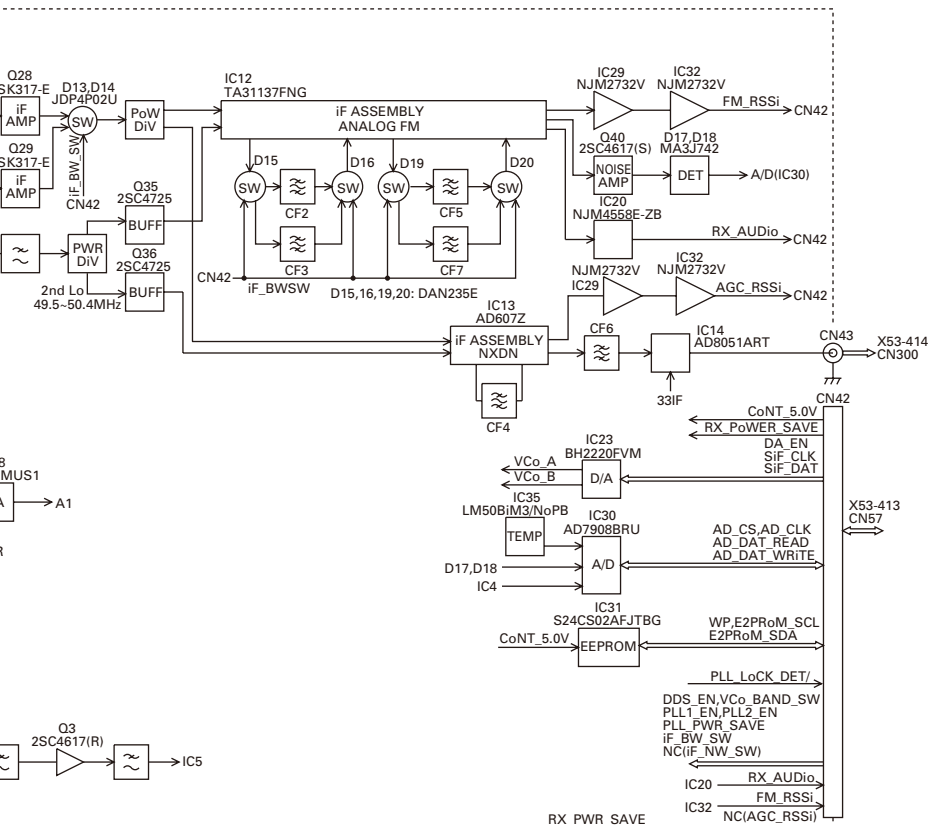 Q28
SK317-E
iF
AMP
D13,D14
JDP4P02U
SW
PoW
DiV
IC12
TA31137FNG
iF ASSEMBLY
ANALOG FM
IC29
NJM2732V
IC32
NJM2732V
FM_RSSi
CN42
Q29
SK317-E
iF
AMP
iF_BW_SW
CN42
Q40
2SC4617(S)
NOISE
AMP
D17,D18
MA3J742
DET
A/D(IC30)
D15
SW
CF2
CF3
D16
SW
D19
SW
CF5
CF7
D20
SW
IC20
NJM4558E-ZB
RX_AUDio
CN42
Q35
2SC4725
BUFF
PWR
DiV
Q36
2SC4725
BUFF
2nd Lo
49.5~50.4MHz
CN42
iF_BWSW
D15,16,19,20: DAN235E
NJM2732V
IC29
IC32
NJM2732V
AGC_RSSi
CN42
IC13
AD607Z
iF ASSEMBLY
NXDN
CF4
CF6
IC14
AD8051ART
33IF
CN43
X53-414
CN300
CN42
CoNT_5.0V
RX_PoWER_SAVE
DA_EN
SiF_CLK
SiF_DAT
IC23
BH2220FVM
D/A
VCo_A
VCo_B
8
MUS1
A
A1
R
IC35
LM50BiM3/NoPB
TEMP
IC30
AD7908BRU
A/D
D17,D18
IC4
AD_CS,AD_CLK
AD_DAT_READ
AD_DAT_WRiTE
X53-413
CN57
IC31
S24CS02AFJTBG
EEPROM
CoNT_5.0V
WP,E2PRoM_SCL
E2PRoM_SDA
PLL_LoCK_DET/
DDS_EN,VCo_BAND_SW
PLL1_EN,PLL2_EN
PLL_PWR_SAVE
iF_BW_SW
NC(iF_NW_SW)
Q3
2SC4617(R)
IC5
IC20
RX_AUDio
IC32
FM_RSSi
NC(AGC_RSSi)
RX_PWR_SAVE